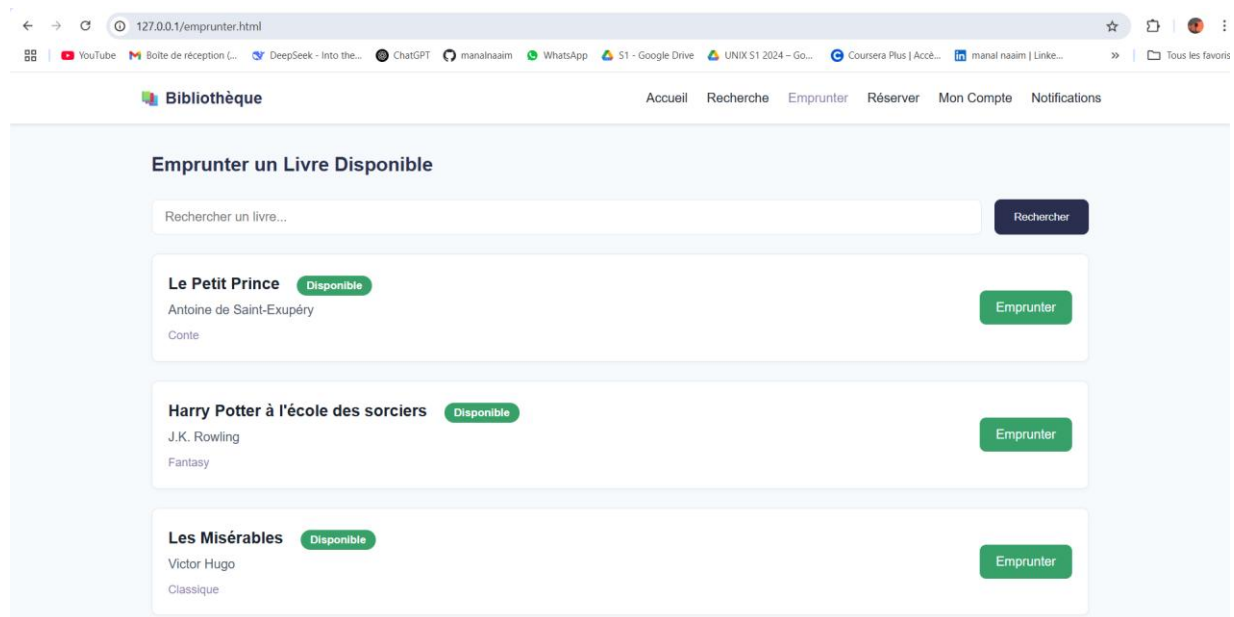 127.0.0.1/emprunter.html
YouTube Boîte de réception (... DeepSeek - Into the... ChatGPT manalnaaim WhatsApp S1 - Google Drive UNIX S1 2024 – Go... Coursera Plus | Accè... manal naaim | Linke... » Tous les favoris
Bibliothèque Accueil Recherche Emprunter Réserver Mon Compte Notifications
Emprunter un Livre Disponible
Rechercher un livre... Rechercher
Le Petit Prince Disponible
Antoine de Saint-Exupéry Emprunter
Conte
Harry Potter à l'école des sorciers Disponible
J.K. Rowling Emprunter
Fantasy
Les Misérables Disponible
Victor Hugo Emprunter
Classique